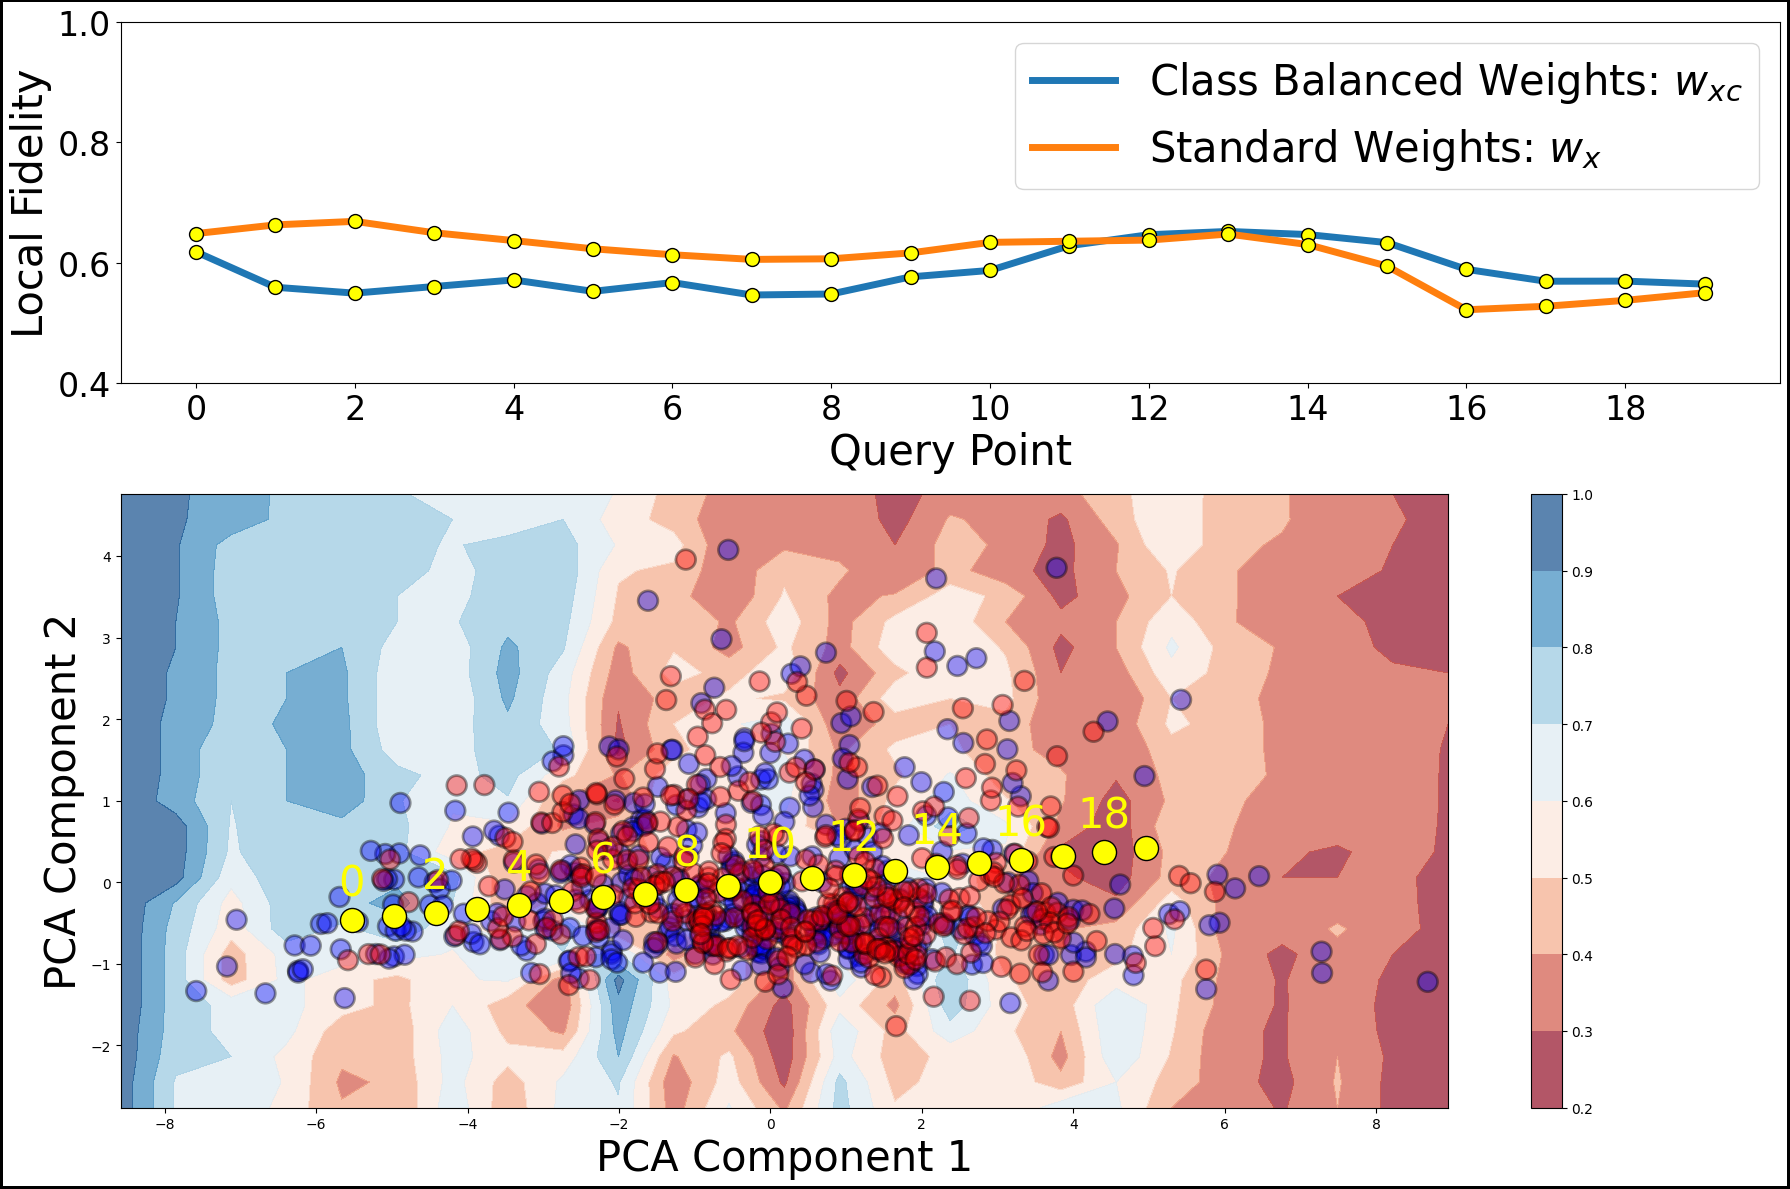 1.0
0.8
0.6
0.4
Local Fidelity
Class Balanced Weights: w_xc
Standard Weights: w_x
0 2 4 6 8 10 12 14 16 18
Query Point
4
3
2
1
0
−1
−2
PCA Component 2
0 2 4 6 8 10 12 14 16 18
−8 −6 −4 −2 0 2 4 6 8
PCA Component 1
1.0
0.9
0.8
0.7
0.6
0.5
0.4
0.3
0.2